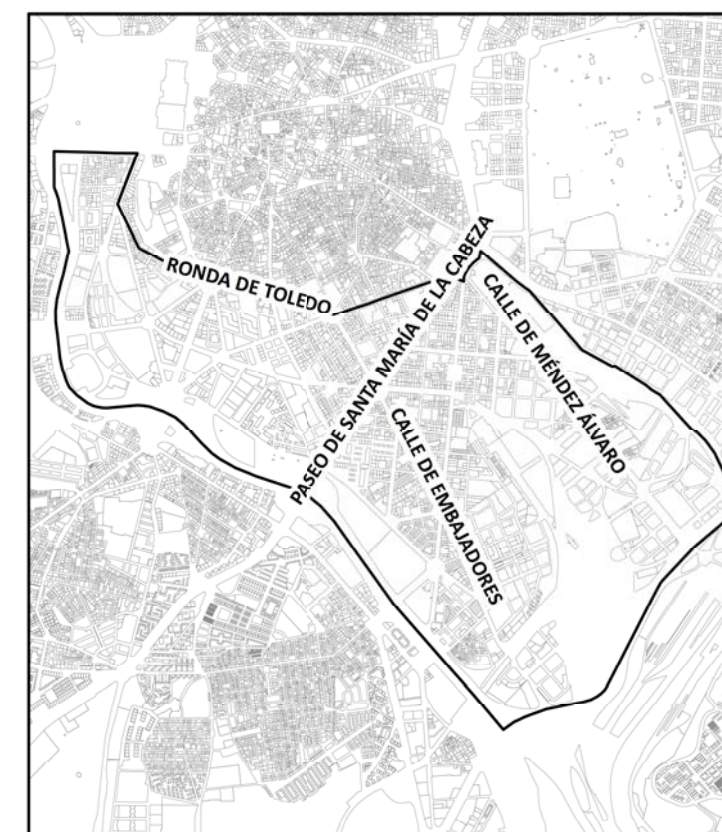 RONDA DE TOLEDO
PASEO DE SANTA MARÍA DE LA CABEZA
CALLE DE MÉNDEZ ÁLVARO
CALLE DE EMBAJADORES